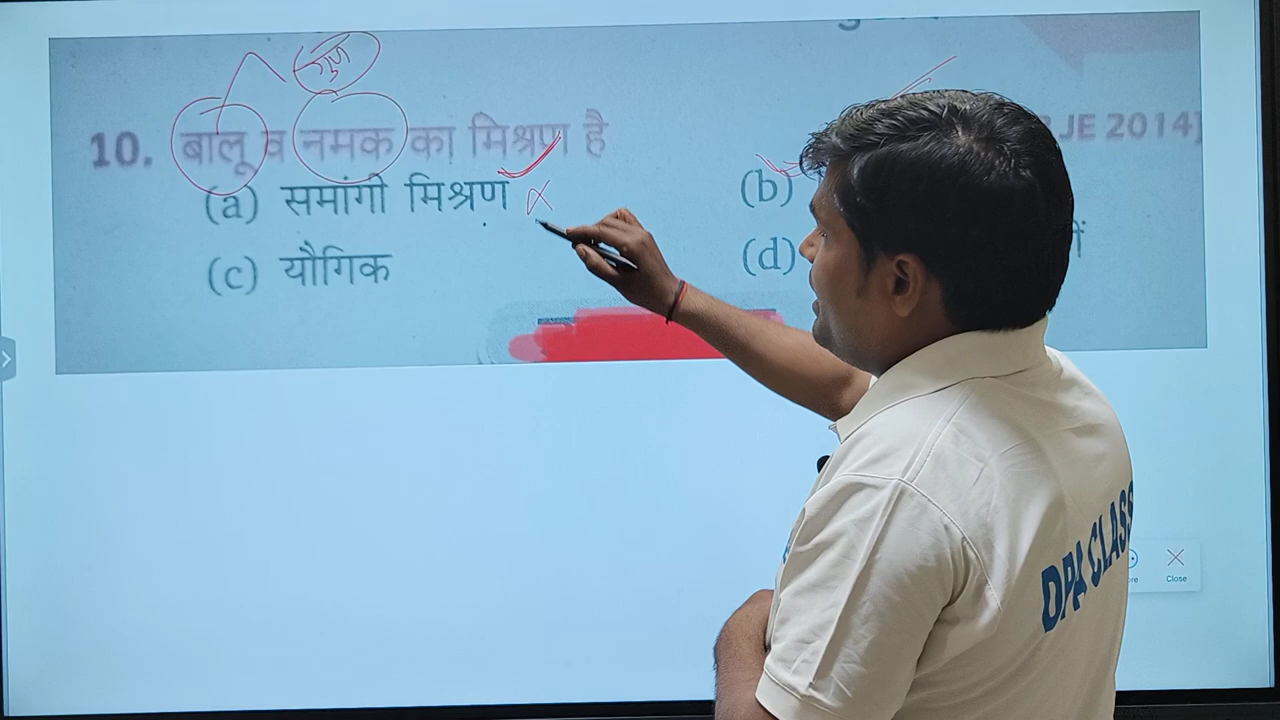 गुण
10. बालू व नमक का मिश्रण है
JE 2014]
(a) समांगी मिश्रण
(b)
(c) यौगिक
(d)
Close
DPA CLASS